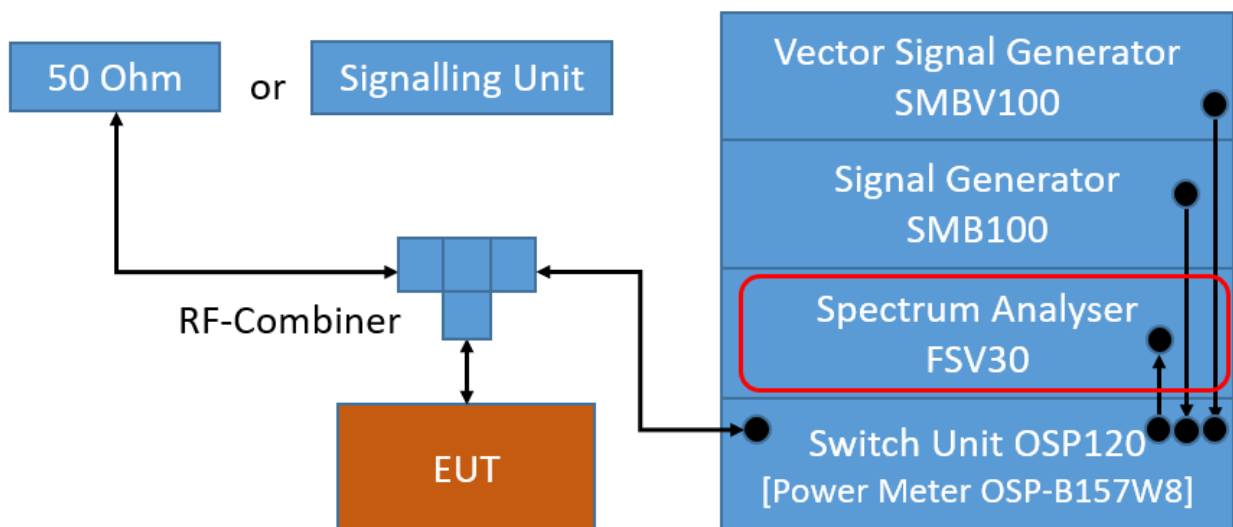 50 Ohm
or
Signalling Unit
RF-Combiner
EUT
Vector Signal Generator
SMBV100
Signal Generator
SMB100
Spectrum Analyser
FSV30
Switch Unit OSP120
[Power Meter OSP-B157W8]